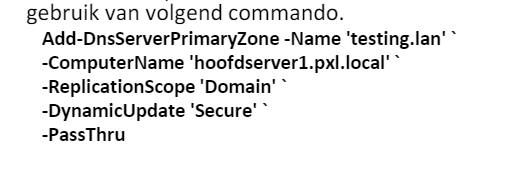 gebruik van volgend commando.
Add-DnsServerPrimaryZone -Name 'testing.lan' `
-ComputerName 'hoofdserver1.pxl.local' `
-ReplicationScope 'Domain' `
-DynamicUpdate 'Secure' `
-PassThru